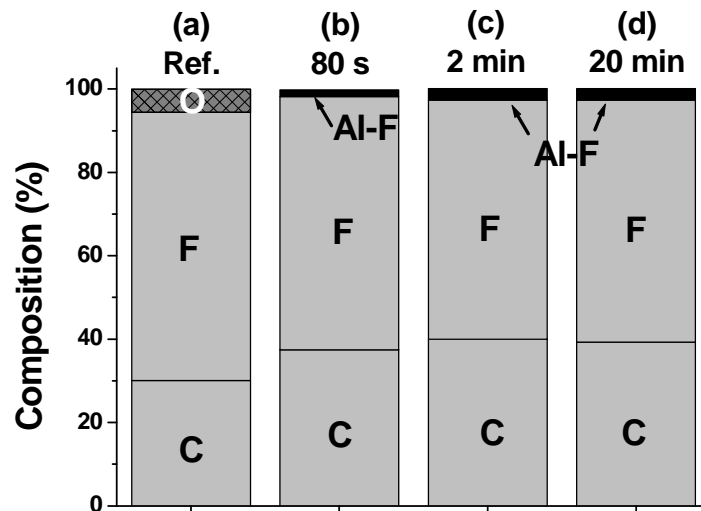 (a) (b) (c) (d)
Ref. 80 s 2 min 20 min
100
O
Al-F Al-F
80
F F F F
60
40
20
C C C C
0
Composition (%)